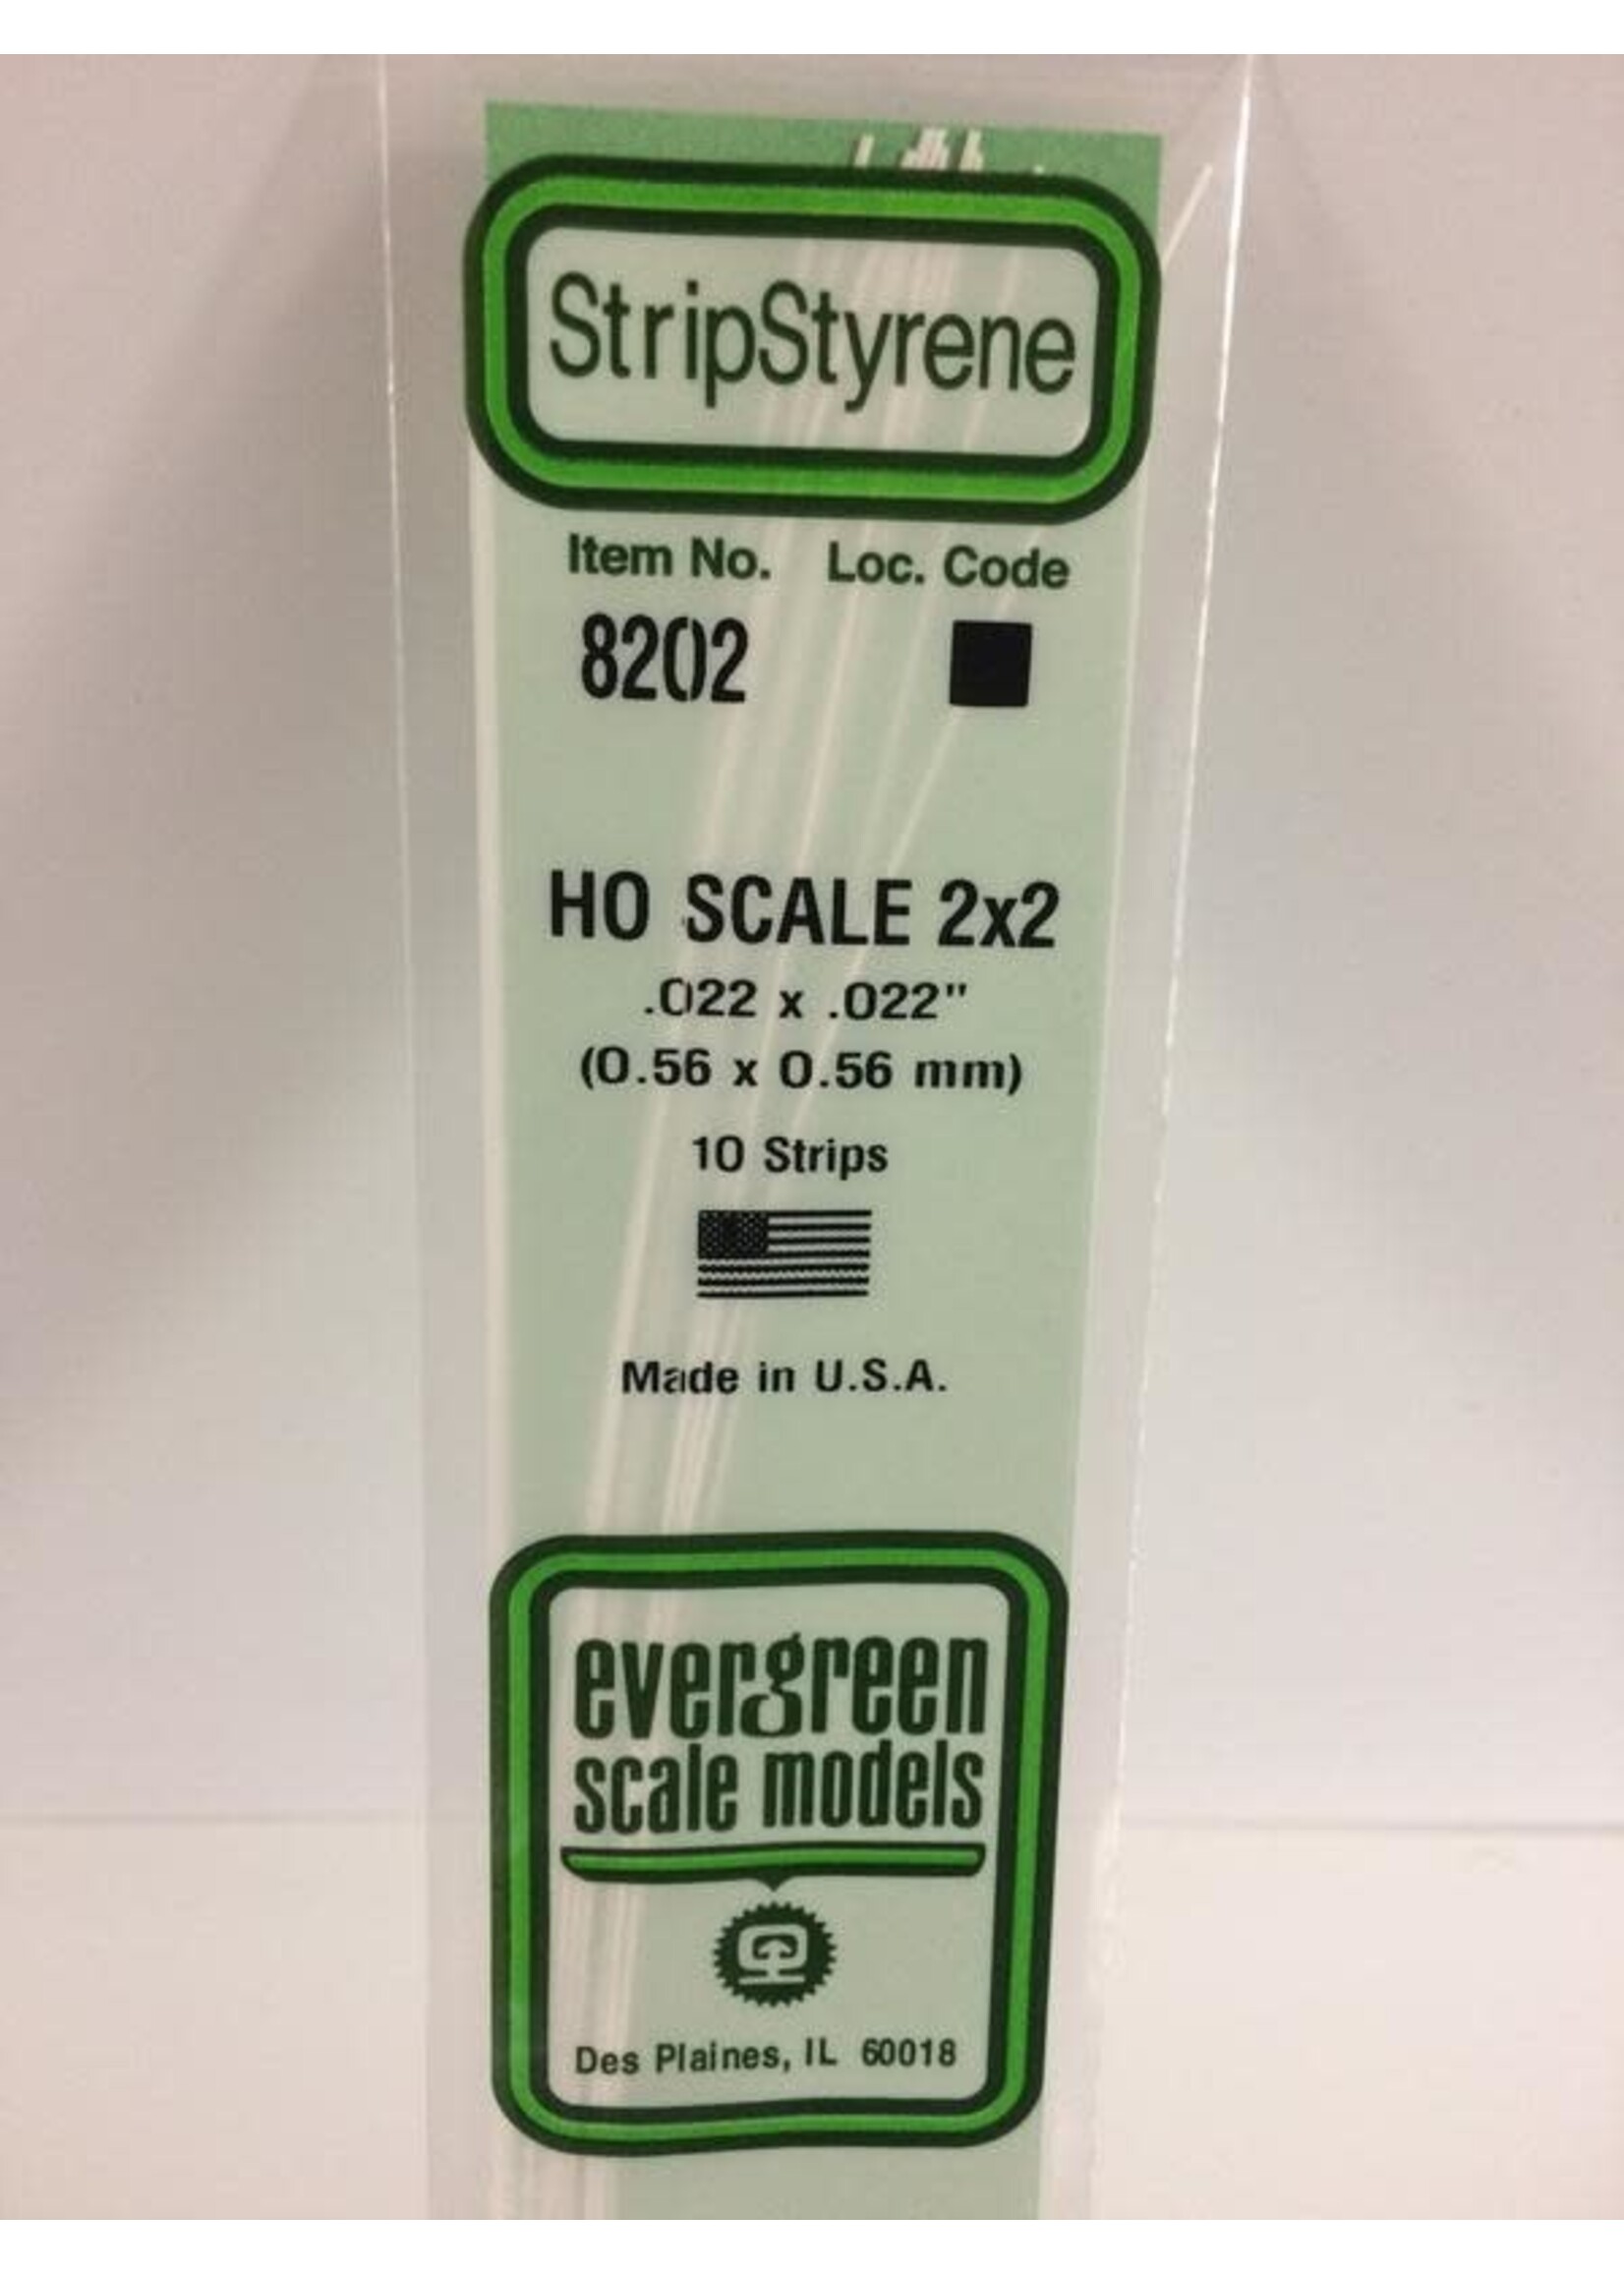 StripStyrene
Item No. Loc. Code
8202
HO SCALE 2x2
.022 x .022"
(0.56 x 0.56 mm)
10 Strips
Made in U.S.A.
evergreen
scale models
Des Plaines, IL 60018